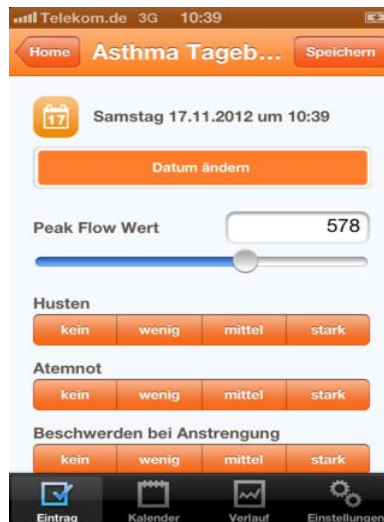 Telekom.de 3G 10:39
Home Asthma Tageb... Speichern
17 Samstag 17.11.2012 um 10:39
Datum ändern
Peak Flow Wert 578
Husten
kein wenig mittel stark
Atemnot
kein wenig mittel stark
Beschwerden bei Anstrengung
kein wenig mittel stark
Eintrag Kalender Verlauf Einstellungen